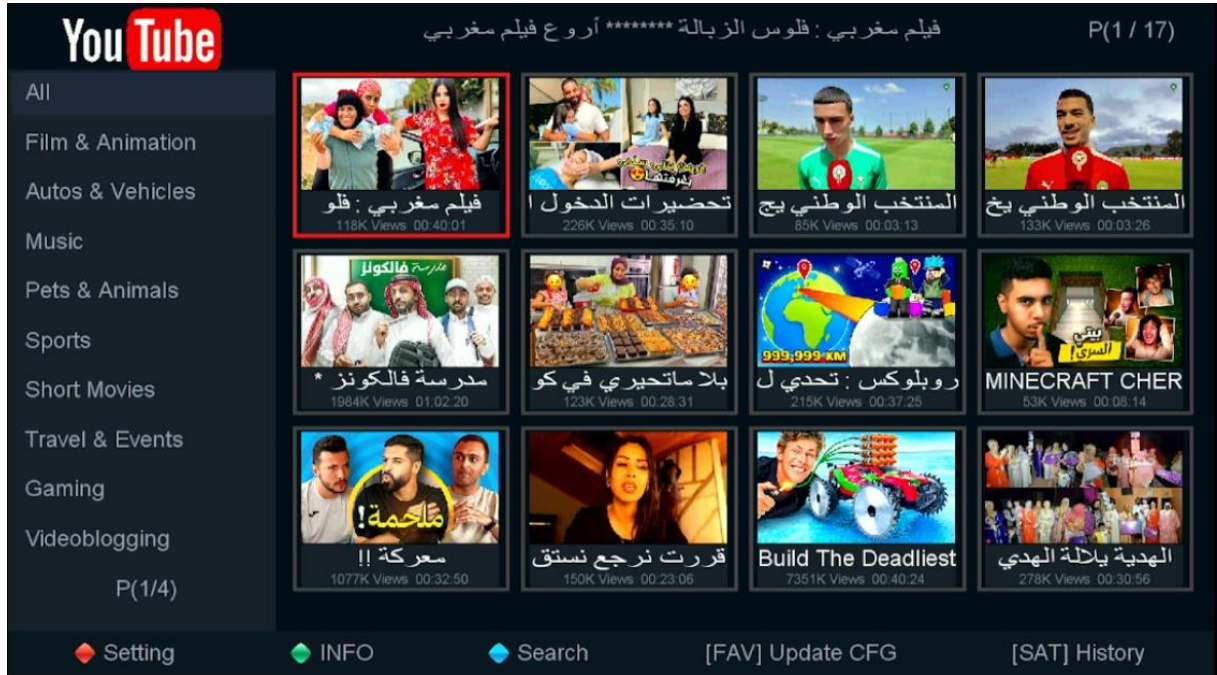 You Tube
فيلم مغربي : فلوس الزبالة ******** أروع فيلم مغربي
P(1 / 17)
All
Film & Animation
Autos & Vehicles
Music
Pets & Animals
Sports
Short Movies
Travel & Events
Gaming
Videoblogging
P(1/4)
فيلم مغربي : فلو
118K Views 00:40:01
تحضيرات الدخول ا
226K Views 00:35:10
المنتخب الوطني يج
85K Views 00:03:13
المنتخب الوطني يخ
133K Views 00:03:26
مدرسة فالكونز
مدرسة فالكونز *
1984K Views 01:02:20
بلا ماتحيري في كو
123K Views 00:28:31
999,999 KM
روبلوكس : تحدي ل
215K Views 00:37:25
بيتي
السري!
MINECRAFT CHER
53K Views 00:08:14
ملحمة!
معركة !!
1077K Views 00:32:50
قررت نرجع نستق
150K Views 00:23:06
Build The Deadliest
7351K Views 00:40:24
الهدية يلالة الهدي
278K Views 00:30:56
Setting
INFO
Search
[FAV] Update CFG
[SAT] History